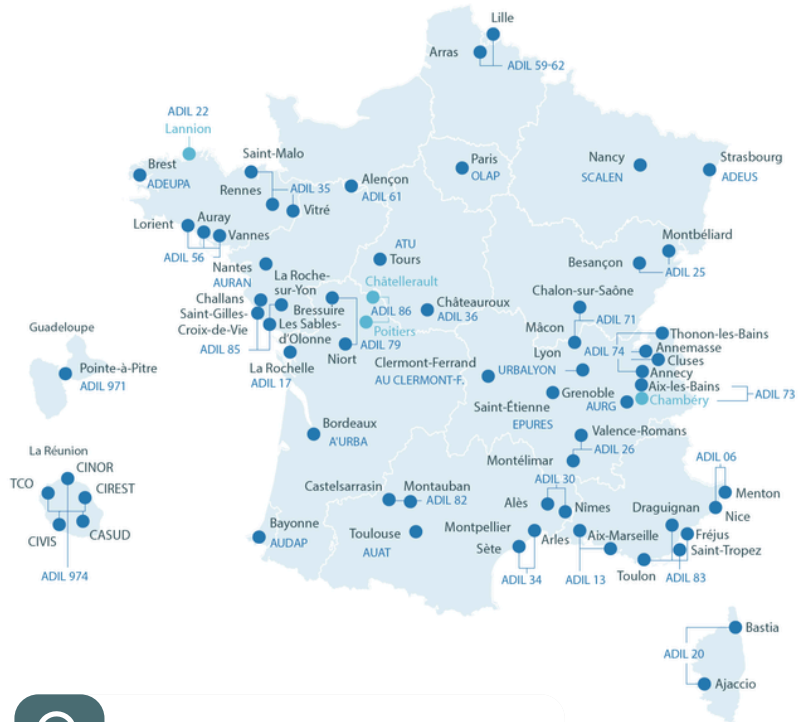 Lille
Arras
ADIL 59-62
ADIL 22
Lannion
Brest
ADEUPA
Saint-Malo
Rennes
ADIL 35
Vitré
Alençon
ADIL 61
Paris
OLAP
Nancy
SCALEN
Strasbourg
ADEUS
Lorient
Auray
Vannes
ADIL 56
ATU
Tours
Montbéliard
Besançon
ADIL 25
Nantes
AURAN
La Roche-
sur-Yon
Châtellerault
ADIL 86
Poitiers
Châteauroux
ADIL 36
Chalon-sur-Saône
ADIL 71
Mâcon
Challans
Saint-Gilles-
Croix-de-Vie
Bressuire
Les Sables-
d'Olonne
ADIL 85
ADIL 79
Niort
La Rochelle
ADIL 17
Clermont-Ferrand
AU CLERMONT-F.
Lyon
URBALYON
ADIL 74
Thonon-les-Bains
Annemasse
Cluses
Annecy
Aix-les-Bains
Chambéry
ADIL 73
Saint-Étienne
EPURES
Grenoble
AURG
Guadeloupe
Pointe-à-Pitre
ADIL 971
Bordeaux
A'URBA
Valence-Romans
ADIL 26
Montélimar
La Réunion
CINOR
TCO
CIREST
CIVIS
CASUD
ADIL 974
Castelsarrasin
Montauban
ADIL 82
Bayonne
AUDAP
Toulouse
AUAT
ADIL 30
Alès
Nîmes
Montpellier
Sète
ADIL 34
Arles
Aix-Marseille
ADIL 13
ADIL 06
Menton
Nice
Draguignan
Fréjus
Saint-Tropez
Toulon
ADIL 83
Bastia
ADIL 20
Ajaccio